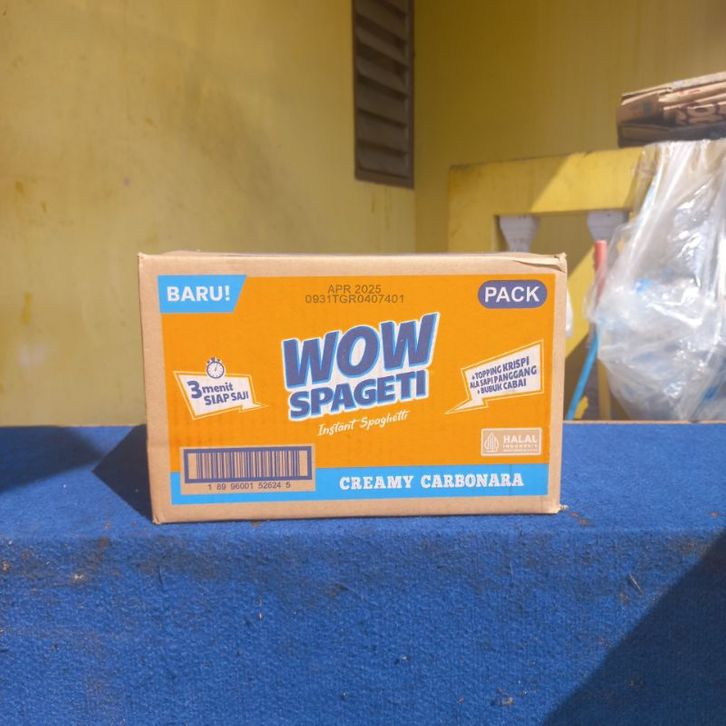 BARU!
APR 2025
0931TGR0407401
PACK
WOW
SPAGETI
Instant Spaghetti
3 menit
SIAP SAJI
+TOPPING KRISPI
ALA SAPI PANGGANG
+BUBUK CABAI
HALAL
INDONESIA
1 89 96001 52624 5
CREAMY CARBONARA